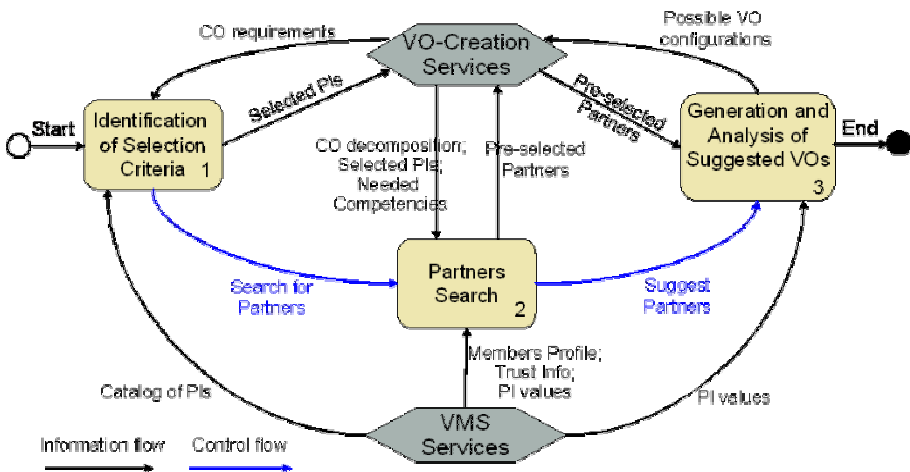 Possible VO
configurations
CO requirements
VO-Creation
Services
Selected PIs
Pre-selected
Partners
Start
Identification
of Selection
Criteria 1
Generation and
Analysis of
Suggested VOs
3
End
CO decomposition;
Selected PIs;
Needed
Competencies
Pre-selected
Partners
Partners
Search
2
Search for
Partners
Suggest
Partners
Members Profile;
Trust Info;
PI values
Catalog of PIs
PI values
VMS
Services
Information flow
Control flow